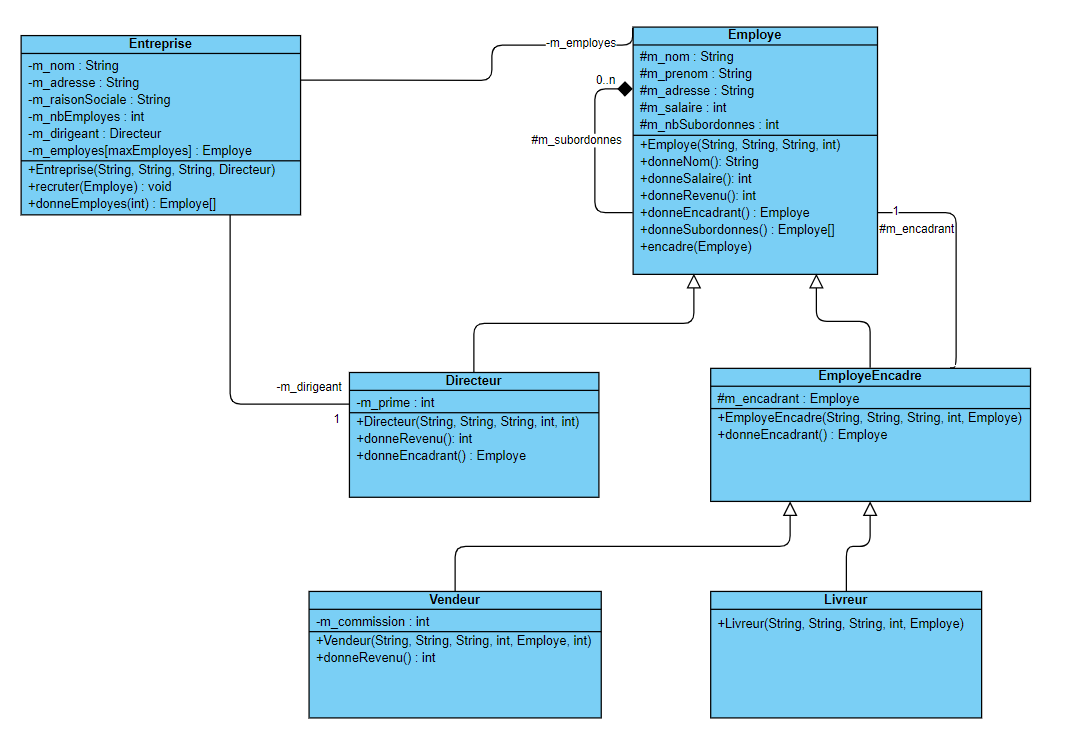 Entreprise
-m_nom : String
-m_adresse : String
-m_raisonSociale : String
-m_nbEmployes : int
-m_dirigeant : Directeur
-m_employes[maxEmployes] : Employe
+Entreprise(String, String, String, Directeur)
+recruter(Employe) : void
+donneEmployes(int) : Employe[]
-m_employes
Employe
#m_nom : String
#m_prenom : String
#m_adresse : String
#m_salaire : int
#m_nbSubordonnes : int
+Employe(String, String, String, int)
+donneNom(): String
+donneSalaire(): int
+donneRevenu(): int
+donneEncadrant() : Employe
+donneSubordonnes() : Employe[]
+encadre(Employe)
0..n
#m_subordonnes
1
#m_encadrant
-m_dirigeant
1
Directeur
-m_prime : int
+Directeur(String, String, String, int, int)
+donneRevenu(): int
+donneEncadrant() : Employe
EmployeEncadre
#m_encadrant : Employe
+EmployeEncadre(String, String, String, int, Employe)
+donneEncadrant() : Employe
Vendeur
-m_commission : int
+Vendeur(String, String, String, int, Employe, int)
+donneRevenu() : int
Livreur
+Livreur(String, String, String, int, Employe)